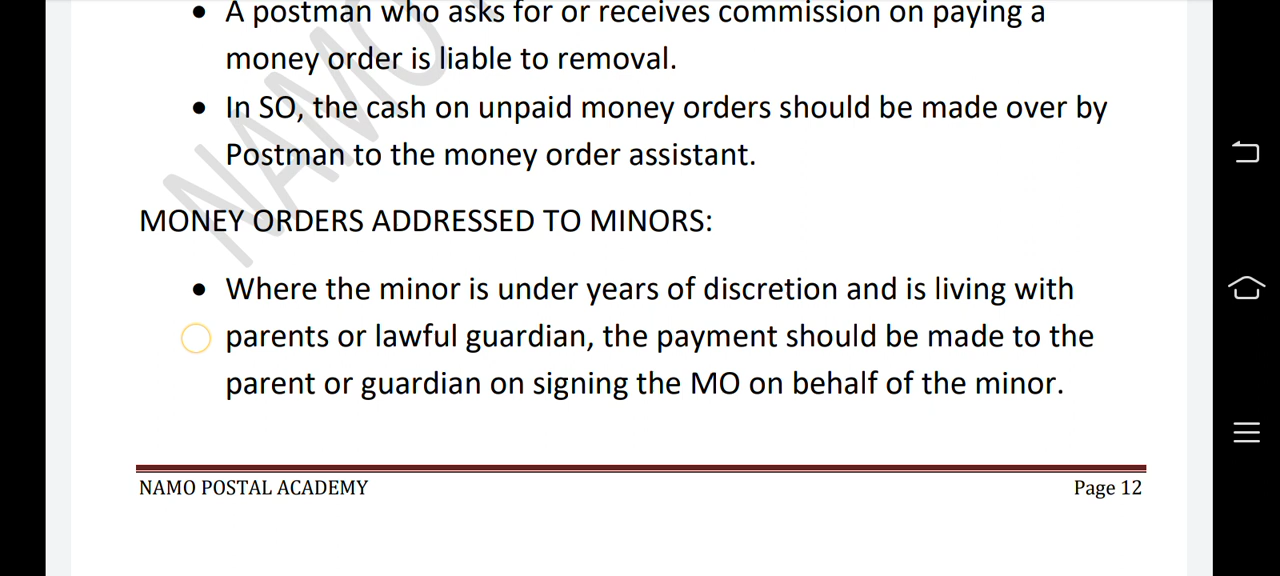 • A postman who asks for or receives commission on paying a
money order is liable to removal.
• In SO, the cash on unpaid money orders should be made over by
Postman to the money order assistant.
MONEY ORDERS ADDRESSED TO MINORS:
• Where the minor is under years of discretion and is living with
parents or lawful guardian, the payment should be made to the
parent or guardian on signing the MO on behalf of the minor.
NAMO POSTAL ACADEMY Page 12
NAMO